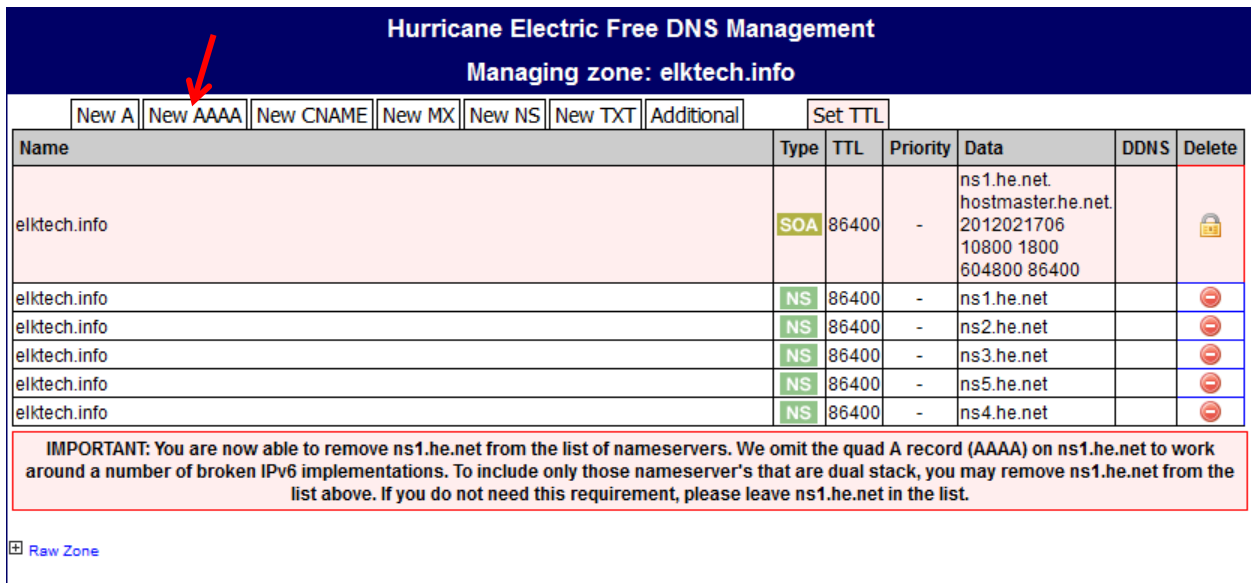 Hurricane Electric Free DNS Management
Managing zone: elktech.info
New A New AAAA New CNAME New MX New NS New TXT Additional Set TTL
Name Type TTL Priority Data DDNS Delete
elktech.info SOA 86400 - ns1.he.net.
hostmaster.he.net.
2012021706
10800 1800
604800 86400
elktech.info NS 86400 - ns1.he.net
elktech.info NS 86400 - ns2.he.net
elktech.info NS 86400 - ns3.he.net
elktech.info NS 86400 - ns5.he.net
elktech.info NS 86400 - ns4.he.net
IMPORTANT: You are now able to remove ns1.he.net from the list of nameservers. We omit the quad A record (AAAA) on ns1.he.net to work
around a number of broken IPv6 implementations. To include only those nameserver's that are dual stack, you may remove ns1.he.net from the
list above. If you do not need this requirement, please leave ns1.he.net in the list.
Raw Zone